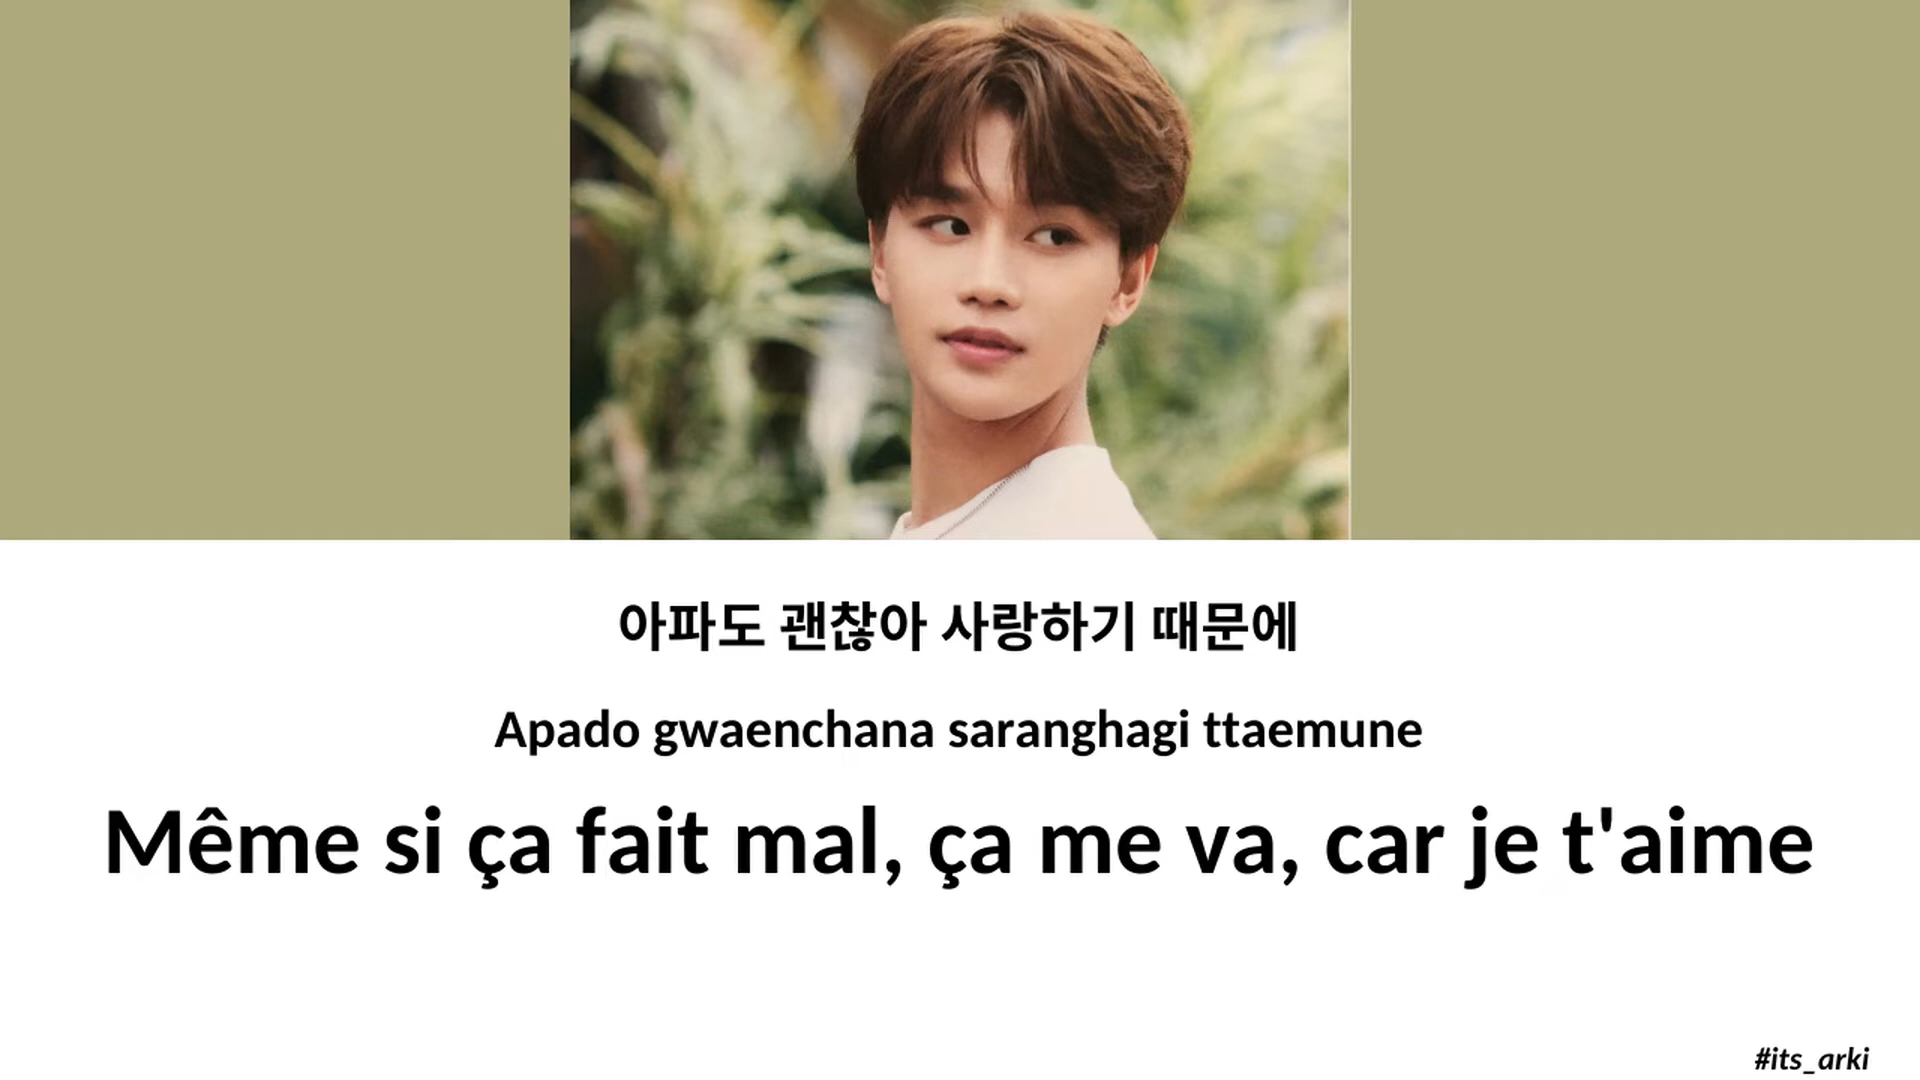 아파도 괜찮아 사랑하기 때문에
Apado gwaenchana saranghagi ttaemune
Même si ça fait mal, ça me va, car je t'aime
#its_arki